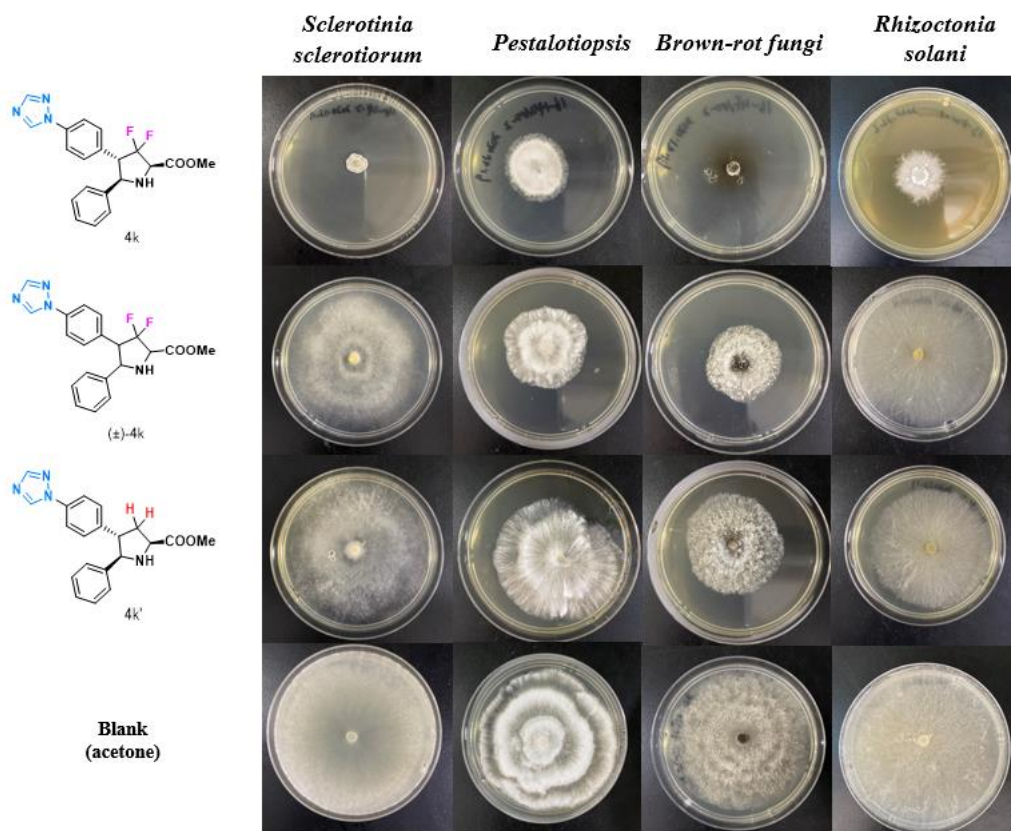 Sclerotinia
sclerotiorum
Pestalotiopsis
Brown-rot fungi
Rhizoctonia
solani
N
N
N
F
F
COOMe
NH
4k
N
N
N
F
F
COOMe
NH
(±)-4k
N
N
N
H
H
COOMe
NH
4k'
Blank
(acetone)